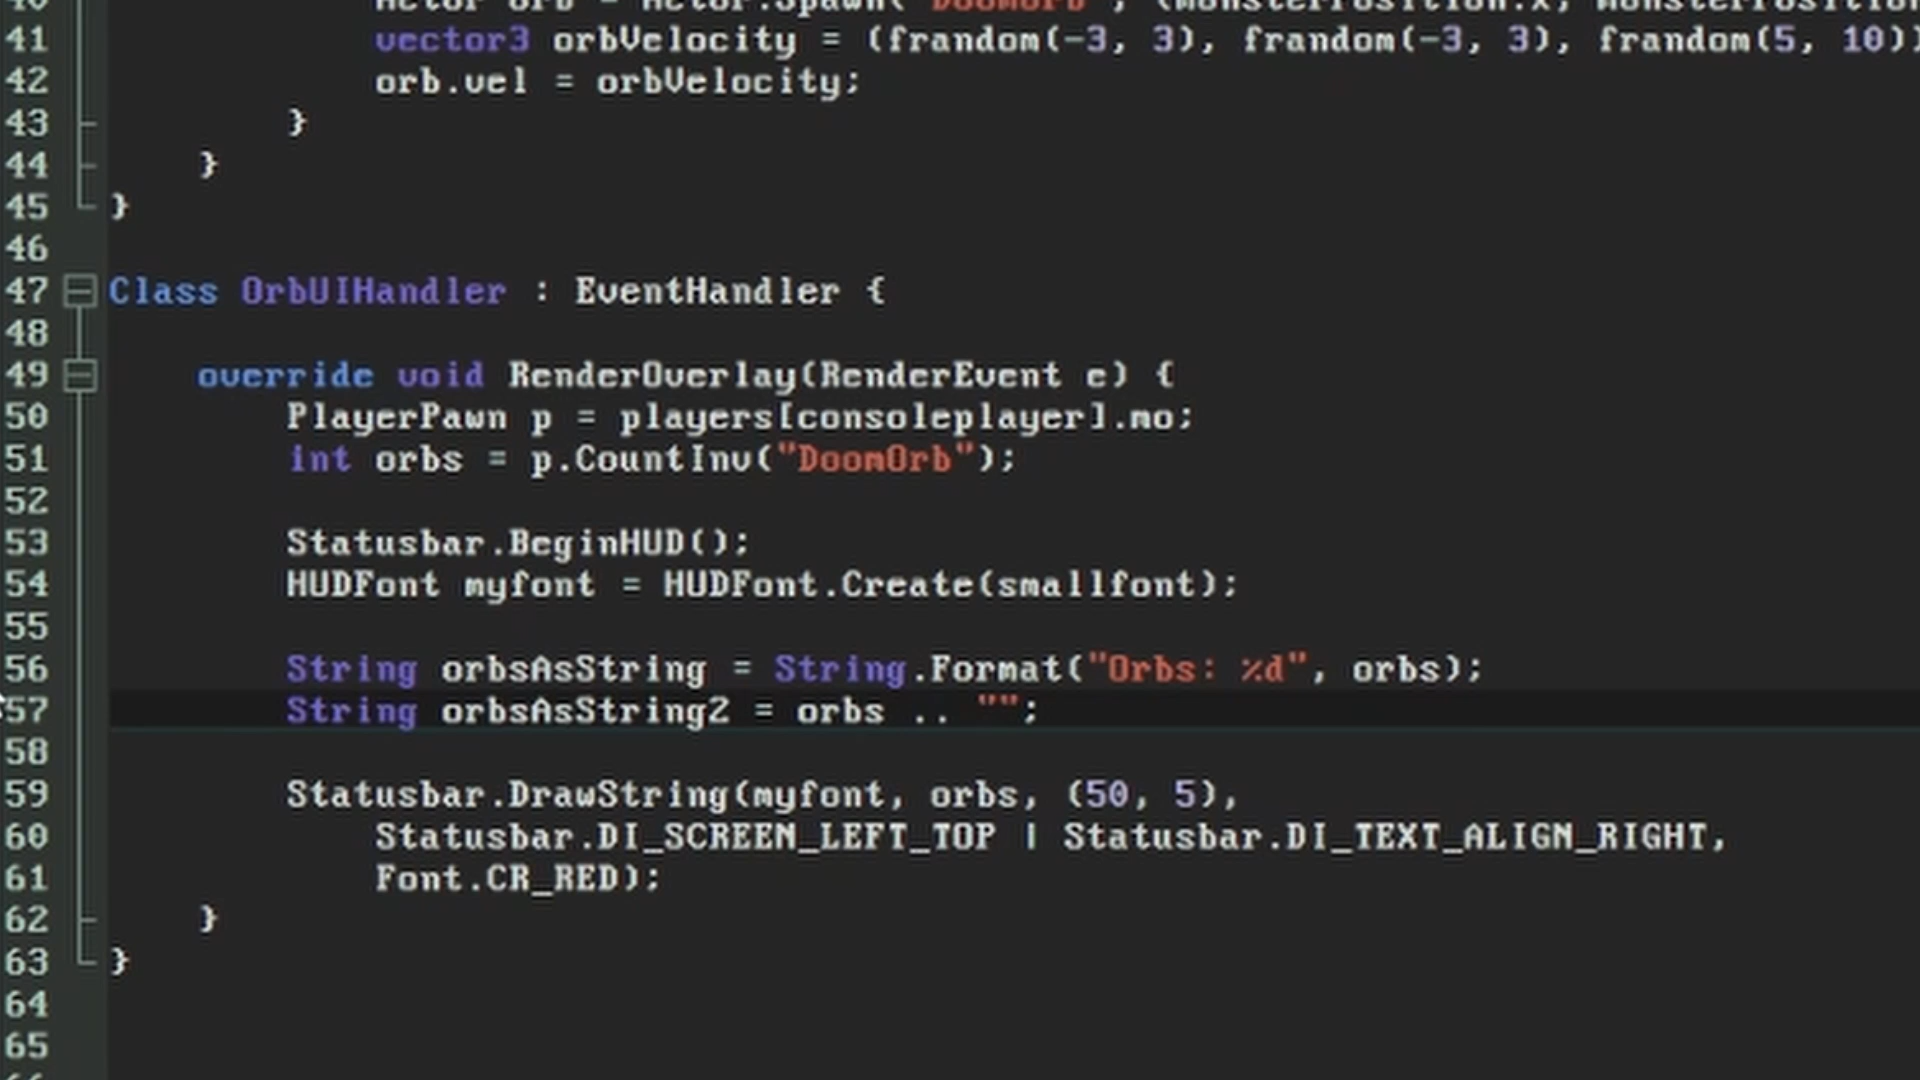 41 vector3 orbVelocity = (frandom(-3, 3), frandom(-3, 3), frandom(5, 10))
42 orb.vel = orbVelocity;
43 }
44 }
45 }
46
47 Class OrbUIHandler : EventHandler {
48
49 override void RenderOverlay(RenderEvent e) {
50 PlayerPawn p = players[consoleplayer].mo;
51 int orbs = p.CountInv("DoomOrb");
52
53 Statusbar.BeginHUD();
54 HUDFont myfont = HUDFont.Create(smallfont);
55
56 String orbsAsString = String.Format("Orbs: %d", orbs);
57 String orbsAsString2 = orbs .. "";
58
59 Statusbar.DrawString(myfont, orbs, (50, 5),
60 Statusbar.DI_SCREEN_LEFT_TOP | Statusbar.DI_TEXT_ALIGN_RIGHT,
61 Font.CR_RED);
62 }
63 }
64
65